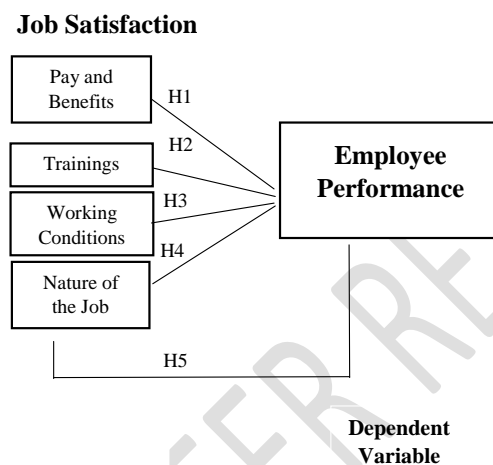 Job Satisfaction
Pay and
Benefits
H1
H2
Trainings
Employee
Performance
H3
Working
Conditions
H4
Nature of
the Job
H5
Dependent
Variable